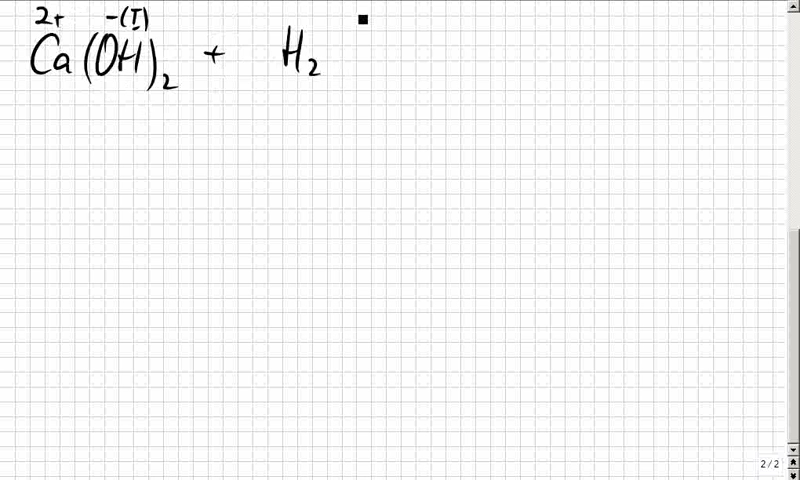 2+ -(I)
Ca(OH)₂ + H₂
2/2